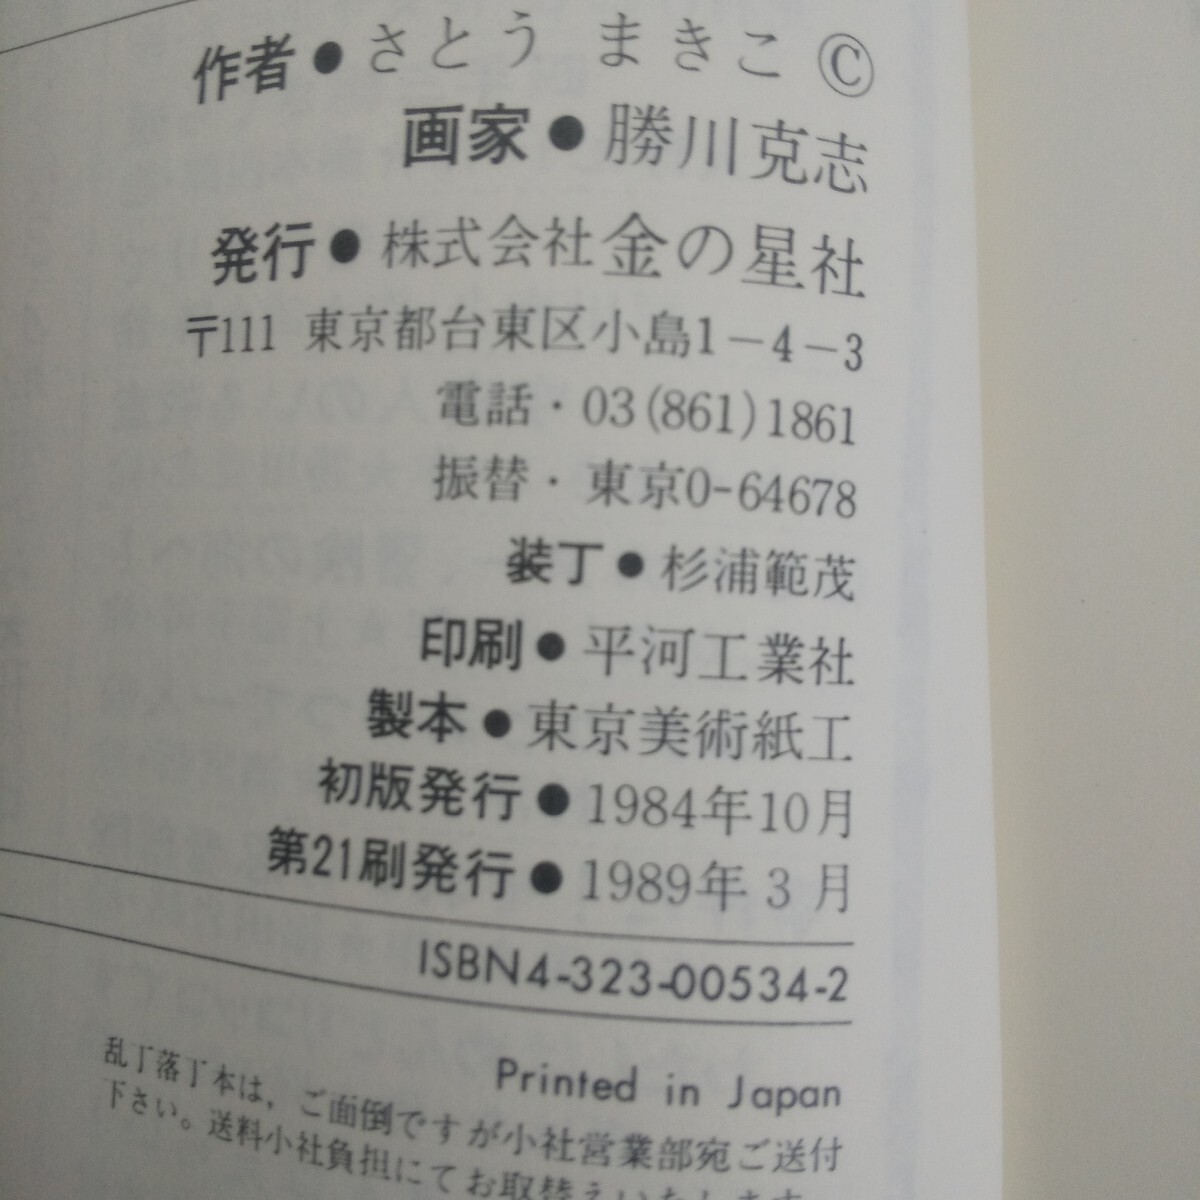 作者●さとう まきこ ©
画家●勝川克志
発行●株式会社金の星社
〒111 東京都台東区小島1-4-3
電話・03(861)1861
振替・東京0-64678
装丁●杉浦範茂
印刷●平河工業社
製本●東京美術紙工
初版発行●1984年10月
第21刷発行●1989年3月
ISBN4-323-00534-2
Printed in Japan
乱丁落丁本は，ご面倒ですが小社営業部宛ご送付
下さい。送料小社負担にてお取替えいたします。